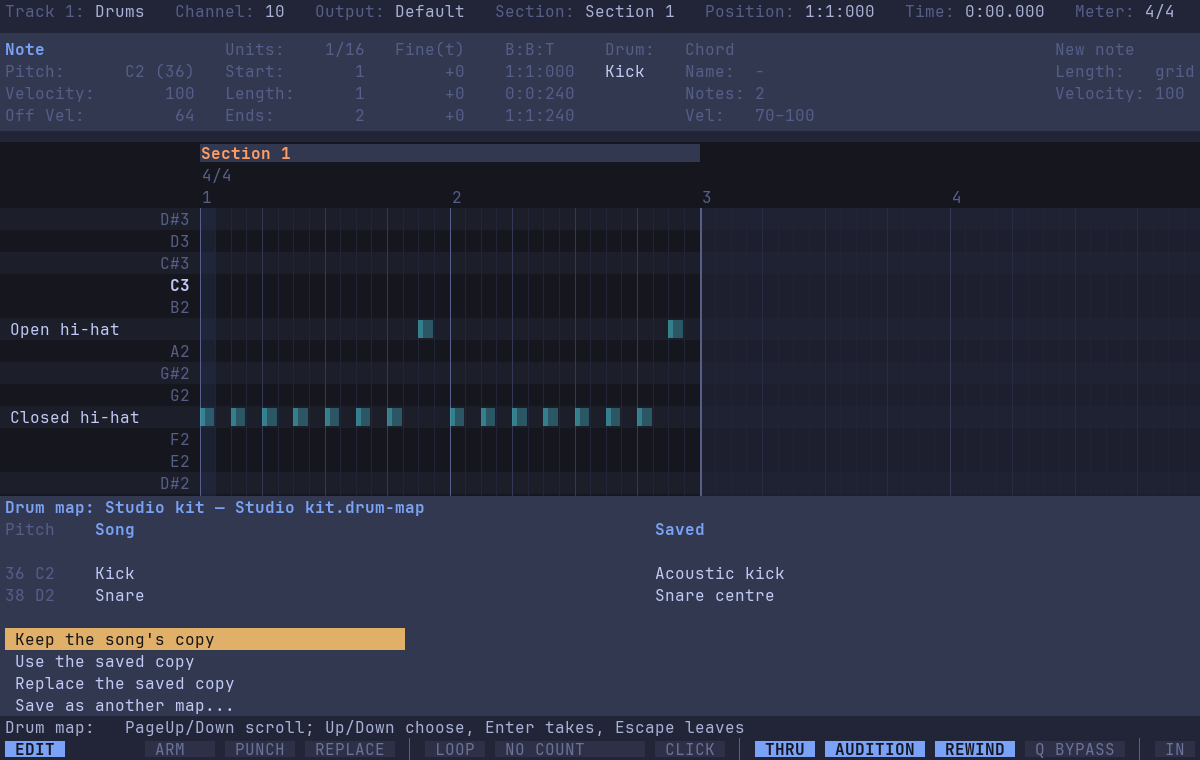 Track 1: Drums Channel: 10 Output: Default Section: Section 1 Position: 1:1:000 Time: 0:00.000 Meter: 4/4
Note Units: 1/16 Fine(t) B:B:T Drum: Chord New note
Pitch: C2 (36) Start: 1 +0 1:1:000 Kick Name: - Length: grid
Velocity: 100 Length: 1 +0 0:0:240 Notes: 2 Velocity: 100
Off Vel: 64 Ends: 2 +0 1:1:240 Vel: 70–100
Section 1
4/4
1 2 3 4
D#3
D3
C#3
C3
B2
Open hi-hat
A2
G#2
G2
Closed hi-hat
F2
E2
D#2
Drum map: Studio kit — Studio kit.drum-map
Pitch Song Saved
36 C2 Kick Acoustic kick
38 D2 Snare Snare centre
Keep the song's copy
Use the saved copy
Replace the saved copy
Save as another map...
Drum map: PageUp/Down scroll; Up/Down choose, Enter takes, Escape leaves
EDIT ARM PUNCH REPLACE LOOP NO COUNT CLICK THRU AUDITION REWIND Q BYPASS IN